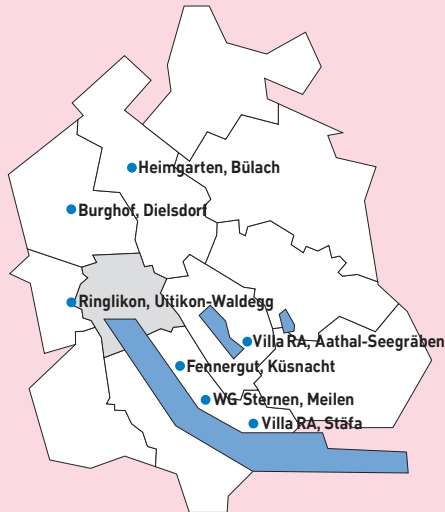 Heimgarten, Bülach
Burghof, Dielsdorf
Ringlikon, Uitikon-Waldegg
Villa RA, Aathal-Seegräben
Fennergut, Küsnacht
WG Sternen, Meilen
Villa RA, Stäfa